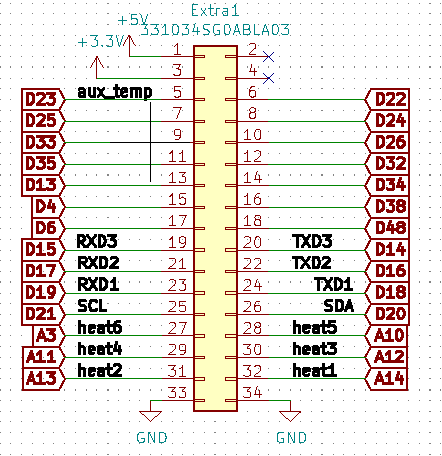 Extra1
+5V
331034SG0ABLA03
+3.3V
1 2
3 4
aux_temp
D23 5 6 D22
D25 7 8 D24
D33 9 10 D26
D35 11 12 D32
D13 13 14 D34
D4 15 16 D38
D6 17 18 D48
D15 RXD3 19 20 TXD3 D14
D17 RXD2 21 22 TXD2 D16
D19 RXD1 23 24 TXD1 D18
D21 SCL 25 26 SDA D20
A3 heat6 27 28 heat5 A10
A11 heat4 29 30 heat3 A12
A13 heat2 31 32 heat1 A14
33 34
GND GND